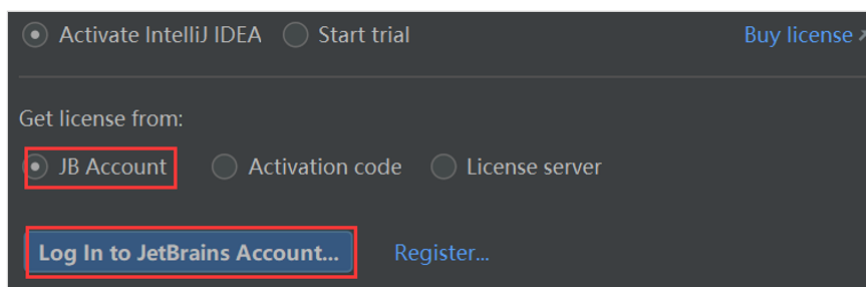 Activate IntelliJ IDEA Start trial Buy license
Get license from:
JB Account Activation code License server
Log In to JetBrains Account... Register...